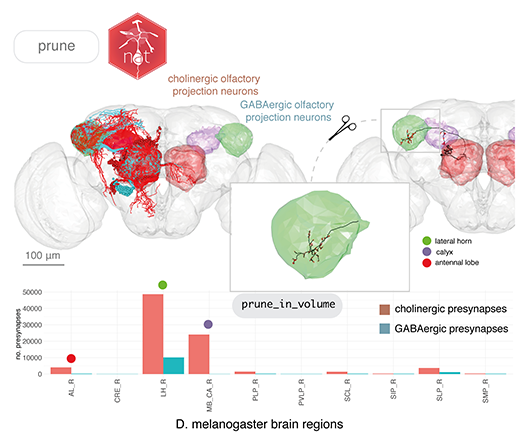 prune
nat
cholinergic olfactory
projection neurons
GABAergic olfactory
projection neurons
100 µm
lateral horn
calyx
antennal lobe
prune_in_volume
no. presynapses
50000
40000
30000
20000
10000
0
cholinergic presynapses
GABAergic presynapses
AL_R
CRE_R
LH_R
MB_CA_R
PLP_R
PVLP_R
SCL_R
SIP_R
SLP_R
SMP_R
D. melanogaster brain regions